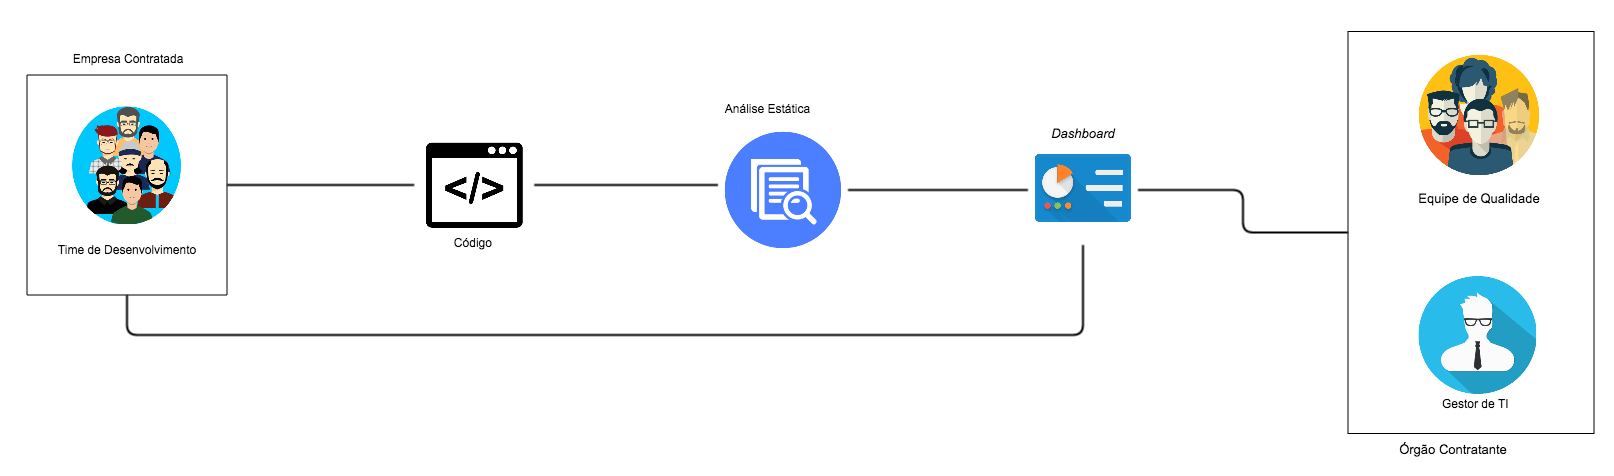 Empresa Contratada
Time de Desenvolvimento
</>
Código
Análise Estática
Dashboard
Equipe de Qualidade
Gestor de TI
Órgão Contratante